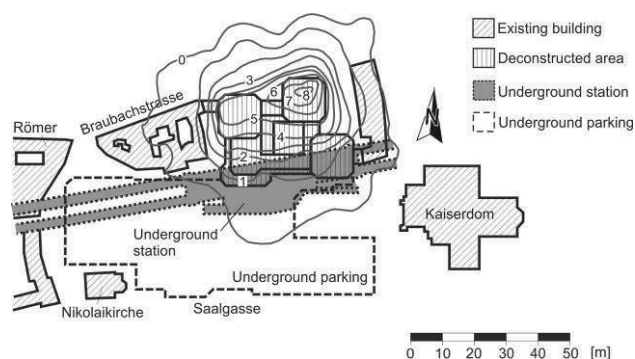 Existing building
Deconstructed area
Underground station
Underground parking
0
3
6
7
8
5
4
2
1
Braubachstrasse
Römer
N
Kaiserdom
Underground
station
Underground parking
Nikolaikirche
Saalgasse
0 10 20 30 40 50 [m]